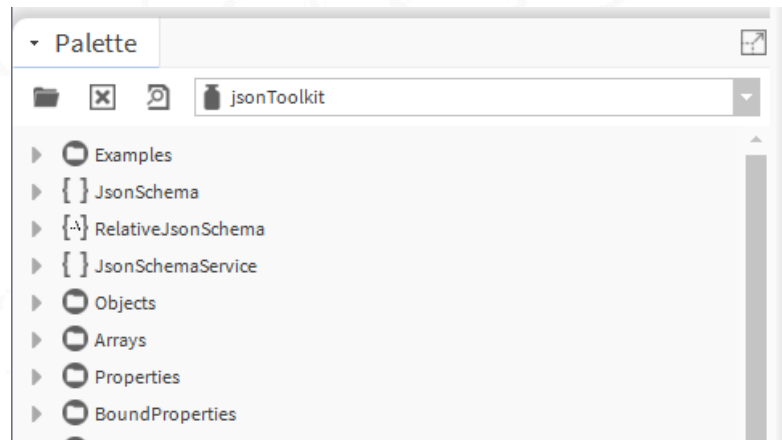 Palette
jsonToolkit
Examples
{ } JsonSchema
RelativeJsonSchema
{ } JsonSchemaService
Objects
Arrays
Properties
BoundProperties